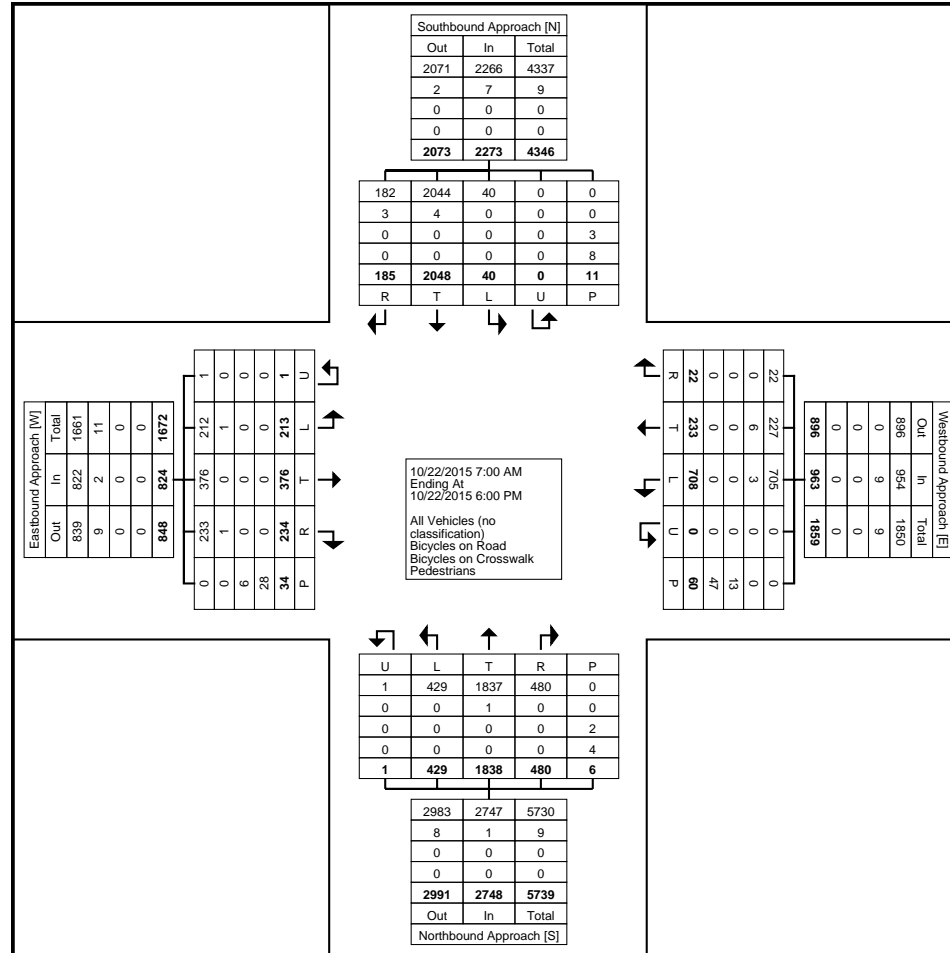 Southbound Approach [N]
Out In Total
2071 2266 4337
2 7 9
0 0 0
0 0 0
2073 2273 4346
182 2044 40 0 0
3 4 0 0 0
0 0 0 0 3
0 0 0 0 8
185 2048 40 0 11
R T L U P
Eastbound Approach [W]
Total In Out
1661 822 839
11 2 9
0 0 0
0 0 0
1672 824 848
1 212 376 233 0
0 1 0 1 0
0 0 0 0 6
0 0 0 0 28
1 213 376 234 34
U L T R P
10/22/2015 7:00 AM
Ending At
10/22/2015 6:00 PM
All Vehicles (no
classification)
Bicycles on Road
Bicycles on Crosswalk
Pedestrians
R T L U P
22 233 708 0 60
0 0 0 0 47
0 0 0 0 13
0 6 3 0 0
22 227 705 0 0
896 963 1859
0 0 0
0 0 0
0 9 9
896 954 1850
Out In Total
Westbound Approach [E]
U L T R P
1 429 1837 480 0
0 0 1 0 0
0 0 0 0 2
0 0 0 0 4
1 429 1838 480 6
2983 2747 5730
8 1 9
0 0 0
0 0 0
2991 2748 5739
Out In Total
Northbound Approach [S]